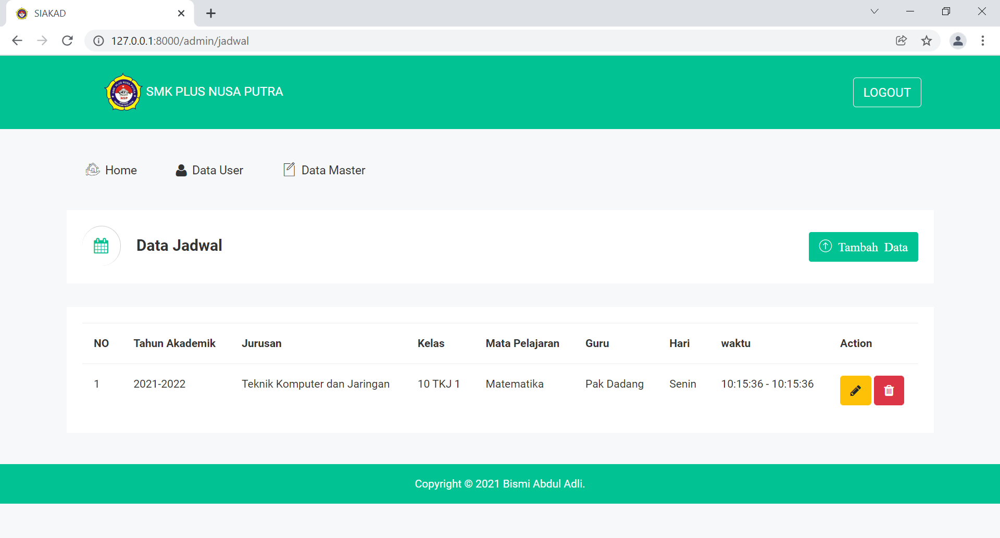 SIAKAD
127.0.0.1:8000/admin/jadwal
SMK PLUS NUSA PUTRA
LOGOUT
Home
Data User
Data Master
Data Jadwal
Tambah Data
NO Tahun Akademik Jurusan Kelas Mata Pelajaran Guru Hari waktu Action
1 2021-2022 Teknik Komputer dan Jaringan 10 TKJ 1 Matematika Pak Dadang Senin 10:15:36 - 10:15:36
Copyright © 2021 Bismi Abdul Adli.